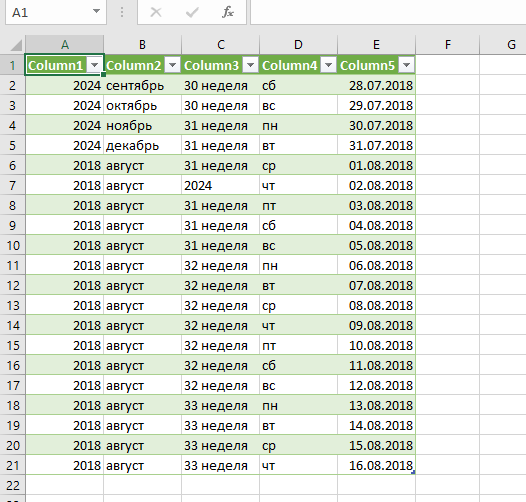 A1 fx
A B C D E F G
1 Column1 Column2 Column3 Column4 Column5
2 2024 сентябрь 30 неделя сб 28.07.2018
3 2024 октябрь 30 неделя вс 29.07.2018
4 2024 ноябрь 31 неделя пн 30.07.2018
5 2024 декабрь 31 неделя вт 31.07.2018
6 2018 август 31 неделя ср 01.08.2018
7 2018 август 2024 чт 02.08.2018
8 2018 август 31 неделя пт 03.08.2018
9 2018 август 31 неделя сб 04.08.2018
10 2018 август 31 неделя вс 05.08.2018
11 2018 август 32 неделя пн 06.08.2018
12 2018 август 32 неделя вт 07.08.2018
13 2018 август 32 неделя ср 08.08.2018
14 2018 август 32 неделя чт 09.08.2018
15 2018 август 32 неделя пт 10.08.2018
16 2018 август 32 неделя сб 11.08.2018
17 2018 август 32 неделя вс 12.08.2018
18 2018 август 33 неделя пн 13.08.2018
19 2018 август 33 неделя вт 14.08.2018
20 2018 август 33 неделя ср 15.08.2018
21 2018 август 33 неделя чт 16.08.2018
22